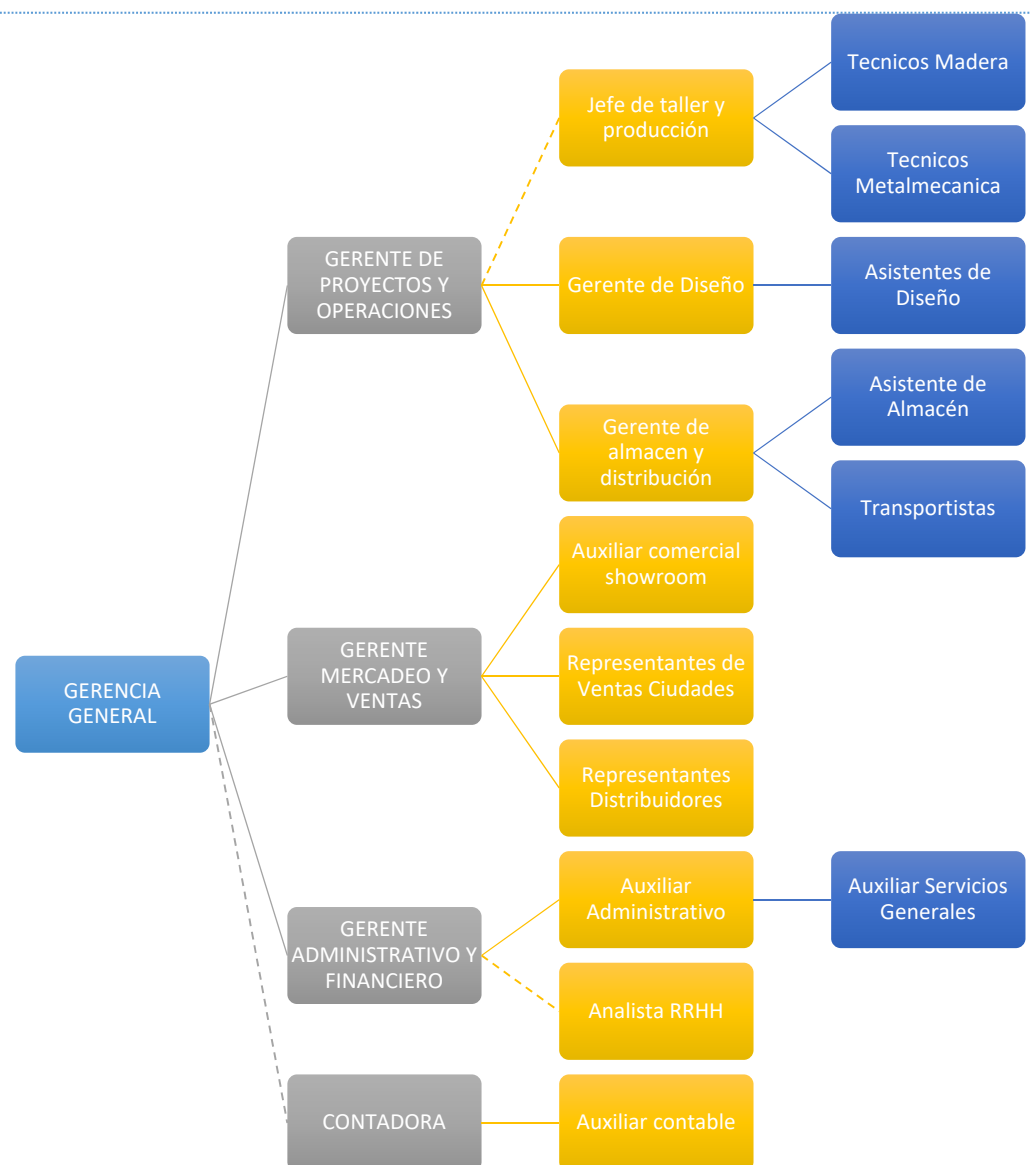 Tecnicos Madera
Jefe de taller y
producción
Tecnicos
Metalmecanica
GERENTE DE
PROYECTOS Y
OPERACIONES
Gerente de Diseño
Asistentes de
Diseño
Asistente de
Almacén
Gerente de
almacen y
distribución
Transportistas
Auxiliar comercial
showroom
GERENCIA
GENERAL
GERENTE
MERCADEO Y
VENTAS
Representantes de
Ventas Ciudades
Representantes
Distribuidores
Auxiliar
Administrativo
Auxiliar Servicios
Generales
GERENTE
ADMINISTRATIVO Y
FINANCIERO
Analista RRHH
CONTADORA
Auxiliar contable